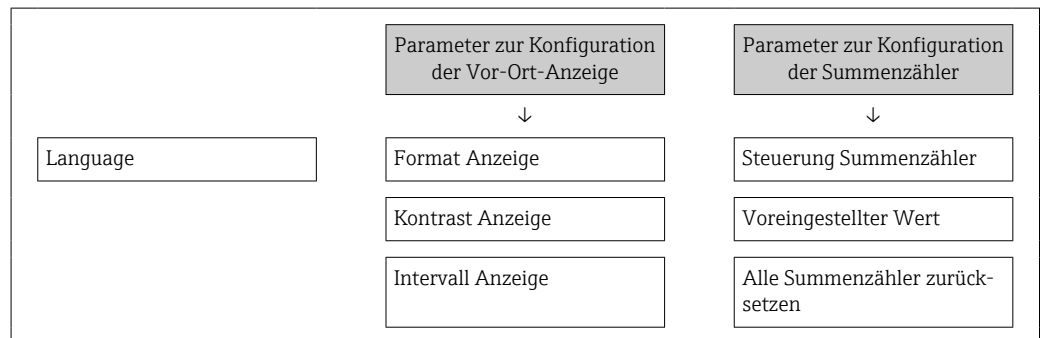 Parameter zur Konfiguration
der Vor-Ort-Anzeige
Parameter zur Konfiguration
der Summenzähler
↓
↓
Language
Format Anzeige
Steuerung Summenzähler
Kontrast Anzeige
Voreingestellter Wert
Intervall Anzeige
Alle Summenzähler zurück-
setzen